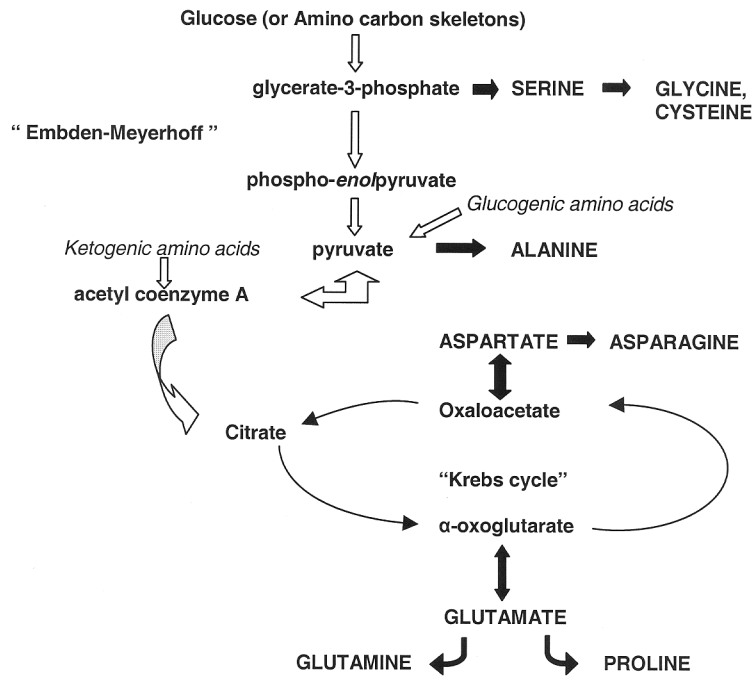 Glucose (or Amino carbon skeletons)
glycerate-3-phosphate
SERINE
GLYCINE,
CYSTEINE
“ Embden-Meyerhoff ”
phospho-enolpyruvate
Glucogenic amino acids
Ketogenic amino acids
pyruvate
ALANINE
acetyl coenzyme A
ASPARTATE
ASPARAGINE
Oxaloacetate
Citrate
“Krebs cycle”
α-oxoglutarate
GLUTAMATE
GLUTAMINE
PROLINE